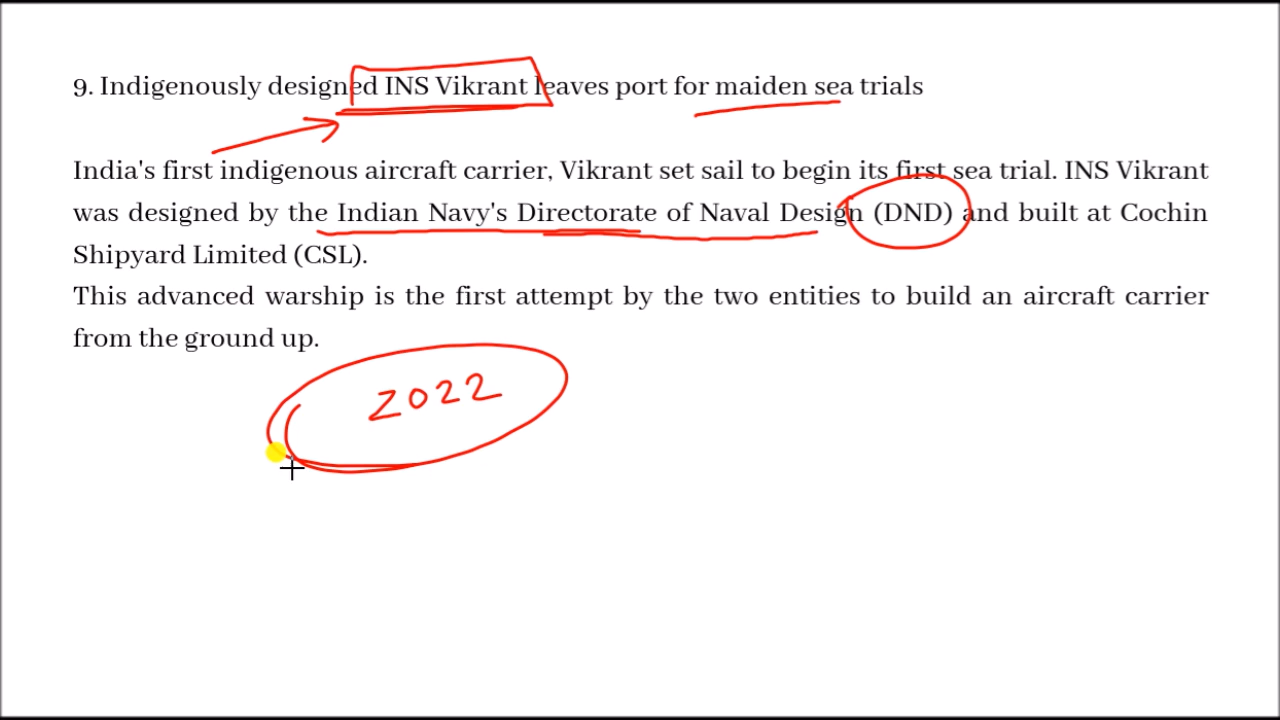 9. Indigenously designed INS Vikrant leaves port for maiden sea trials
India's first indigenous aircraft carrier, Vikrant set sail to begin its first sea trial. INS Vikrant
was designed by the Indian Navy's Directorate of Naval Design (DND) and built at Cochin
Shipyard Limited (CSL).
This advanced warship is the first attempt by the two entities to build an aircraft carrier
from the ground up.
2022